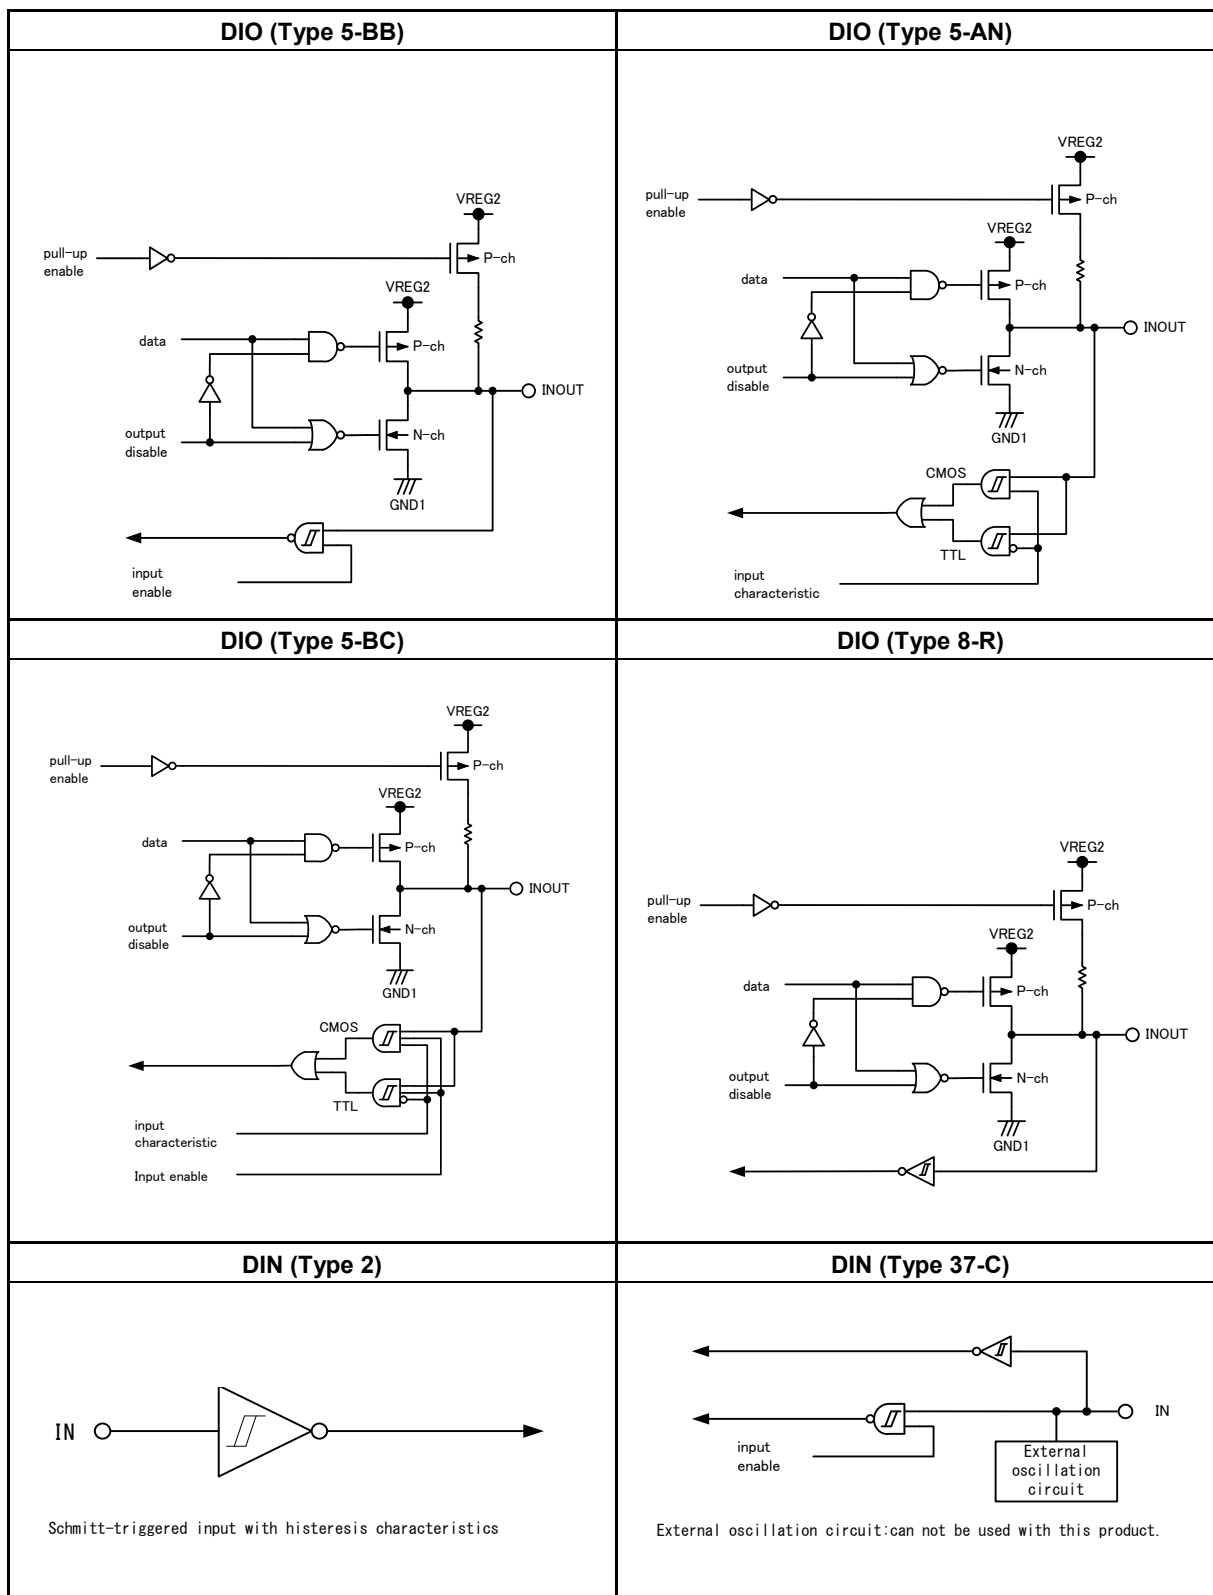 DIO (Type 5-BB)
VREG2
pull-up
enable
P-ch
VREG2
data
P-ch
INOUT
output
disable
N-ch
GND1
input
enable
DIO (Type 5-AN)
VREG2
pull-up
enable
P-ch
VREG2
data
P-ch
INOUT
output
disable
N-ch
GND1
CMOS
TTL
input
characteristic
DIO (Type 5-BC)
VREG2
pull-up
enable
P-ch
VREG2
data
P-ch
INOUT
output
disable
N-ch
GND1
CMOS
TTL
input
characteristic
Input enable
DIO (Type 8-R)
VREG2
pull-up
enable
P-ch
VREG2
data
P-ch
INOUT
output
disable
N-ch
GND1
DIN (Type 2)
IN
Schmitt-triggered input with histeresis characteristics
DIN (Type 37-C)
IN
input
enable
External
oscillation
circuit
External oscillation circuit:can not be used with this product.